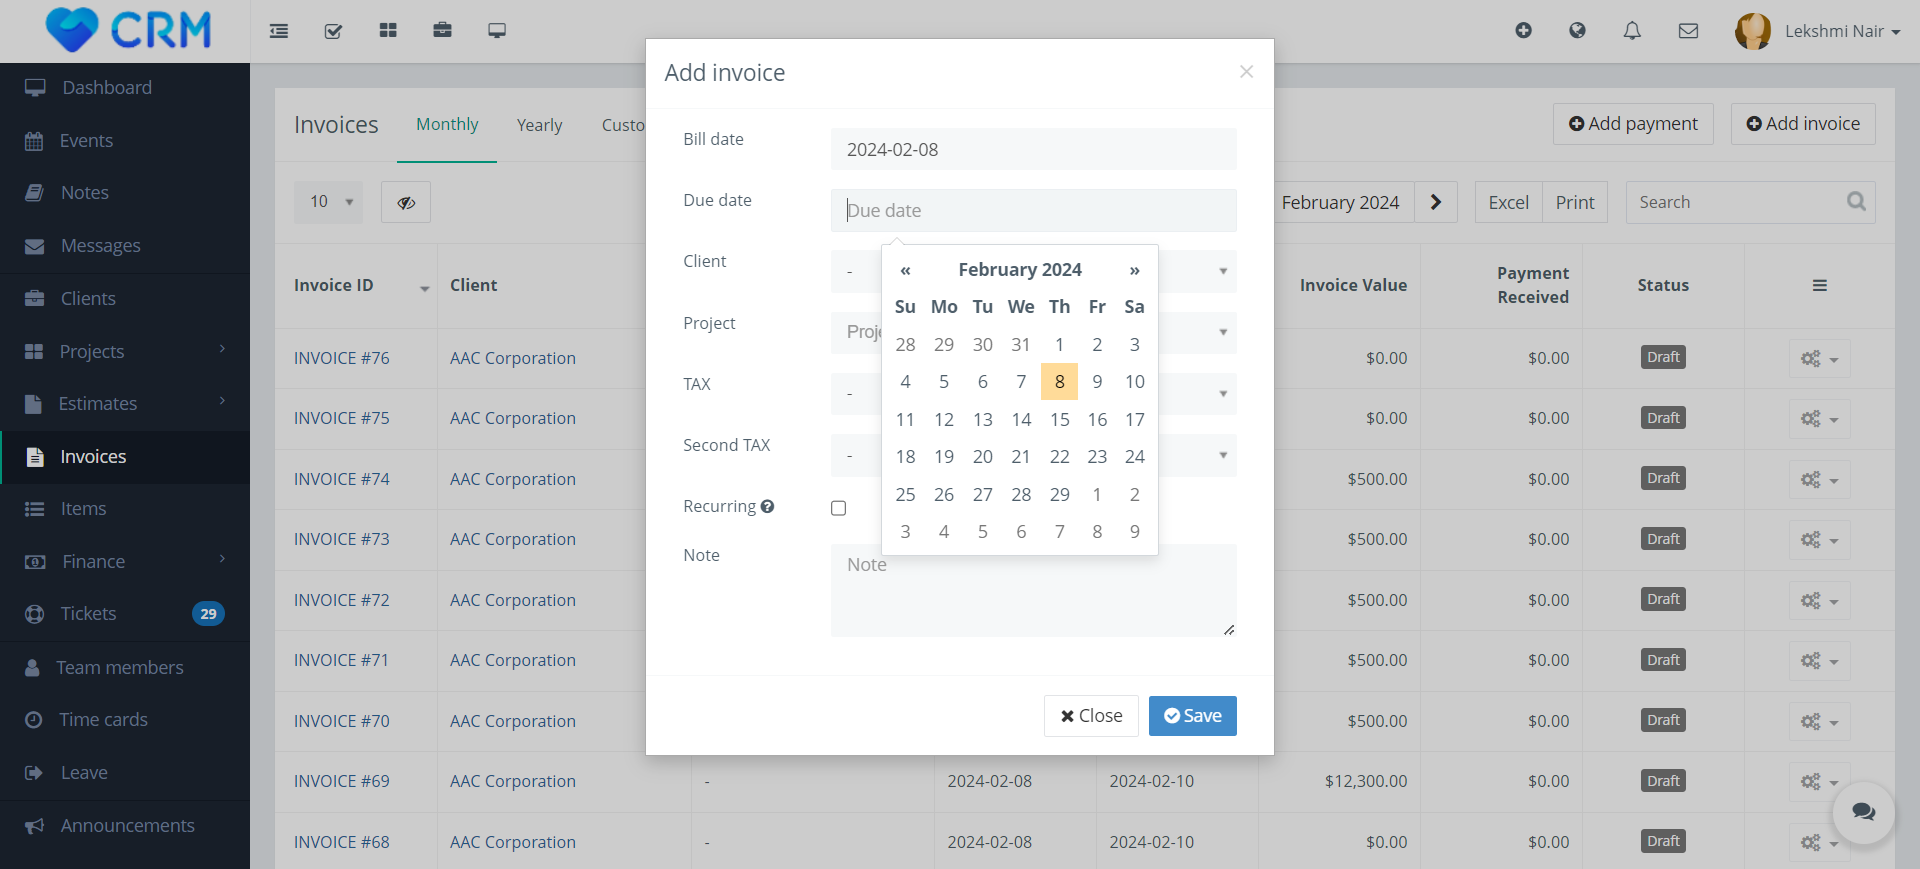 CRM
Lekshmi Nair
Dashboard
Events
Notes
Messages
Clients
Projects
Estimates
Invoices
Items
Finance
Tickets 29
Team members
Time cards
Leave
Announcements
Invoices Monthly Yearly Custo
Add payment Add invoice
10
February 2024 Excel Print Search
Invoice ID Client Invoice Value Payment Received Status
INVOICE #76 AAC Corporation $0.00 $0.00 Draft
INVOICE #75 AAC Corporation $0.00 $0.00 Draft
INVOICE #74 AAC Corporation $500.00 $0.00 Draft
INVOICE #73 AAC Corporation $500.00 $0.00 Draft
INVOICE #72 AAC Corporation $500.00 $0.00 Draft
INVOICE #71 AAC Corporation $500.00 $0.00 Draft
INVOICE #70 AAC Corporation $500.00 $0.00 Draft
INVOICE #69 AAC Corporation - 2024-02-08 2024-02-10 $12,300.00 $0.00 Draft
INVOICE #68 AAC Corporation - 2024-02-08 2024-02-10 $0.00 $0.00 Draft
Add invoice ×
Bill date 2024-02-08
Due date Due date
Client -
Project Proje
TAX -
Second TAX -
Recurring
Note Note
« February 2024 »
Su Mo Tu We Th Fr Sa
28 29 30 31 1 2 3
4 5 6 7 8 9 10
11 12 13 14 15 16 17
18 19 20 21 22 23 24
25 26 27 28 29 1 2
3 4 5 6 7 8 9
Close Save